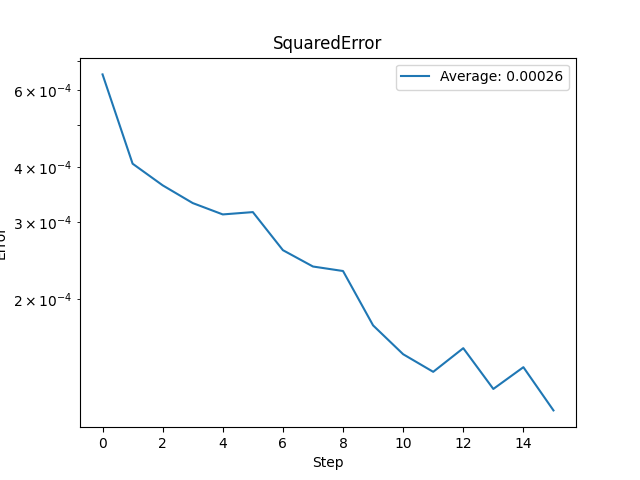 SquaredError
Average: 0.00026
6 × 10⁻⁴
4 × 10⁻⁴
3 × 10⁻⁴
2 × 10⁻⁴
Error
0 2 4 6 8 10 12 14
Step